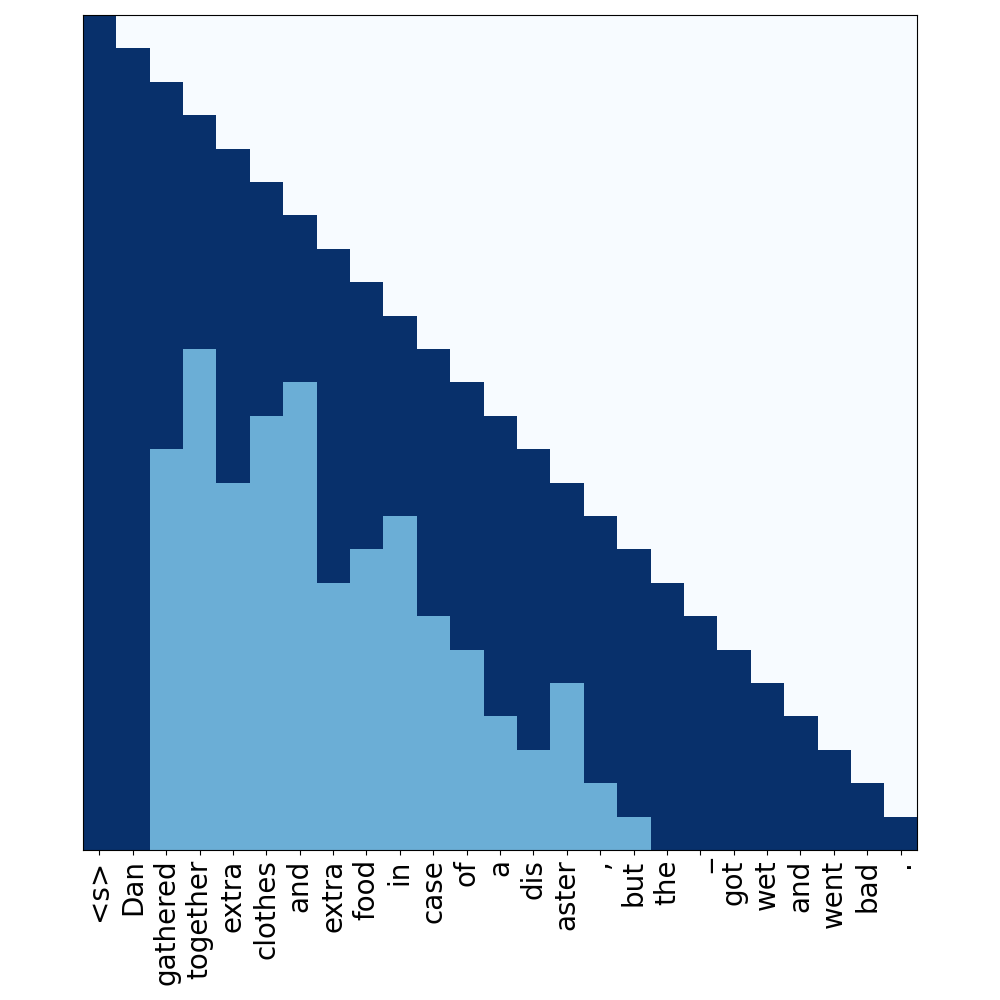 <s> Dan gathered together extra clothes and extra food in case of a dis aster , but the _ got wet and went bad .